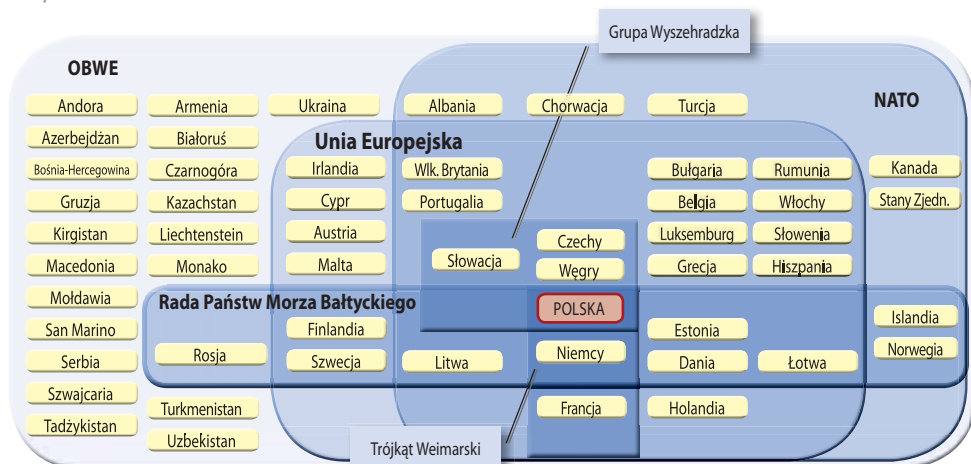 Grupa Wyszehradzka
OBWE
NATO
Andora
Armenia
Ukraina
Albania
Chorwacja
Turcja
Azerbejdżan
Białoruś
Unia Europejska
Bośnia-Hercegowina
Czarnogóra
Irlandia
Wlk. Brytania
Bułgaria
Rumunia
Kanada
Gruzja
Kazachstan
Cypr
Portugalia
Belgia
Włochy
Stany Zjedn.
Kirgistan
Liechtenstein
Austria
Czechy
Luksemburg
Słowenia
Macedonia
Monako
Malta
Słowacja
Węgry
Grecja
Hiszpania
Mołdawia
Rada Państw Morza Bałtyckiego
POLSKA
San Marino
Finlandia
Estonia
Islandia
Serbia
Rosja
Szwecja
Litwa
Niemcy
Dania
Łotwa
Norwegia
Szwajcaria
Turkmenistan
Francja
Holandia
Tadżykistan
Uzbekistan
Trójkąt Weimarski